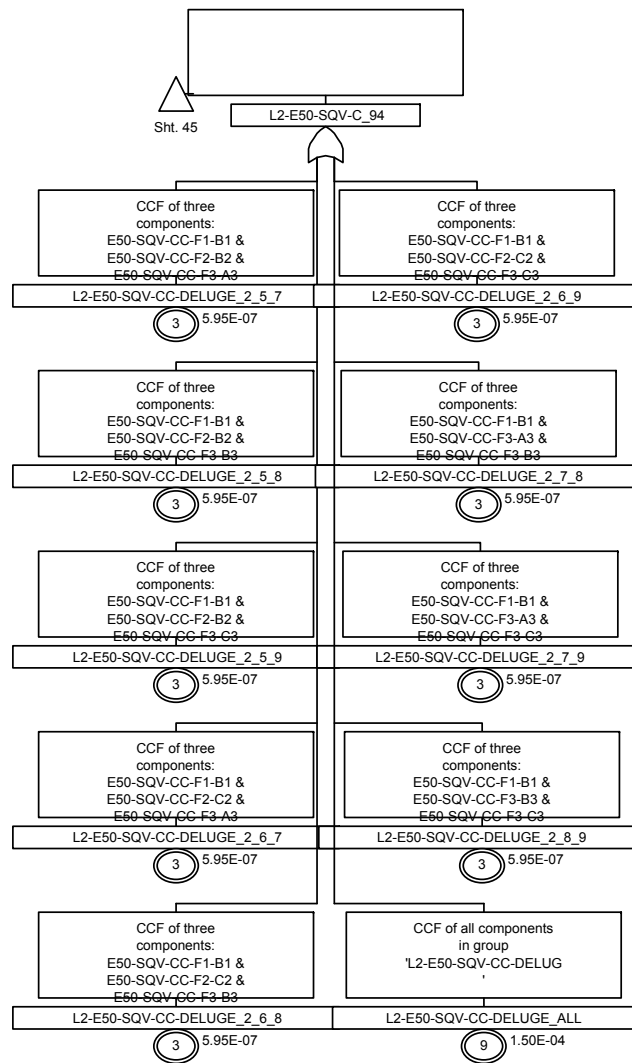 L2-E50-SQV-C_94
Sht. 45
CCF of three
components:
E50-SQV-CC-F1-B1 &
E50-SQV-CC-F2-B2 &
E50-SQV-CC-F3-A3
L2-E50-SQV-CC-DELUGE_2_5_7
3
5.95E-07
CCF of three
components:
E50-SQV-CC-F1-B1 &
E50-SQV-CC-F2-C2 &
E50-SQV-CC-F3-C3
L2-E50-SQV-CC-DELUGE_2_6_9
3
5.95E-07
CCF of three
components:
E50-SQV-CC-F1-B1 &
E50-SQV-CC-F2-B2 &
E50-SQV-CC-F3-B3
L2-E50-SQV-CC-DELUGE_2_5_8
3
5.95E-07
CCF of three
components:
E50-SQV-CC-F1-B1 &
E50-SQV-CC-F3-A3 &
E50-SQV-CC-F3-B3
L2-E50-SQV-CC-DELUGE_2_7_8
3
5.95E-07
CCF of three
components:
E50-SQV-CC-F1-B1 &
E50-SQV-CC-F2-B2 &
E50-SQV-CC-F3-C3
L2-E50-SQV-CC-DELUGE_2_5_9
3
5.95E-07
CCF of three
components:
E50-SQV-CC-F1-B1 &
E50-SQV-CC-F3-A3 &
E50-SQV-CC-F3-C3
L2-E50-SQV-CC-DELUGE_2_7_9
3
5.95E-07
CCF of three
components:
E50-SQV-CC-F1-B1 &
E50-SQV-CC-F2-C2 &
E50-SQV-CC-F3-A3
L2-E50-SQV-CC-DELUGE_2_6_7
3
5.95E-07
CCF of three
components:
E50-SQV-CC-F1-B1 &
E50-SQV-CC-F3-B3 &
E50-SQV-CC-F3-C3
L2-E50-SQV-CC-DELUGE_2_8_9
3
5.95E-07
CCF of three
components:
E50-SQV-CC-F1-B1 &
E50-SQV-CC-F2-C2 &
E50-SQV-CC-F3-B3
L2-E50-SQV-CC-DELUGE_2_6_8
3
5.95E-07
CCF of all components
in group
'L2-E50-SQV-CC-DELUG
'
L2-E50-SQV-CC-DELUGE_ALL
9
1.50E-04